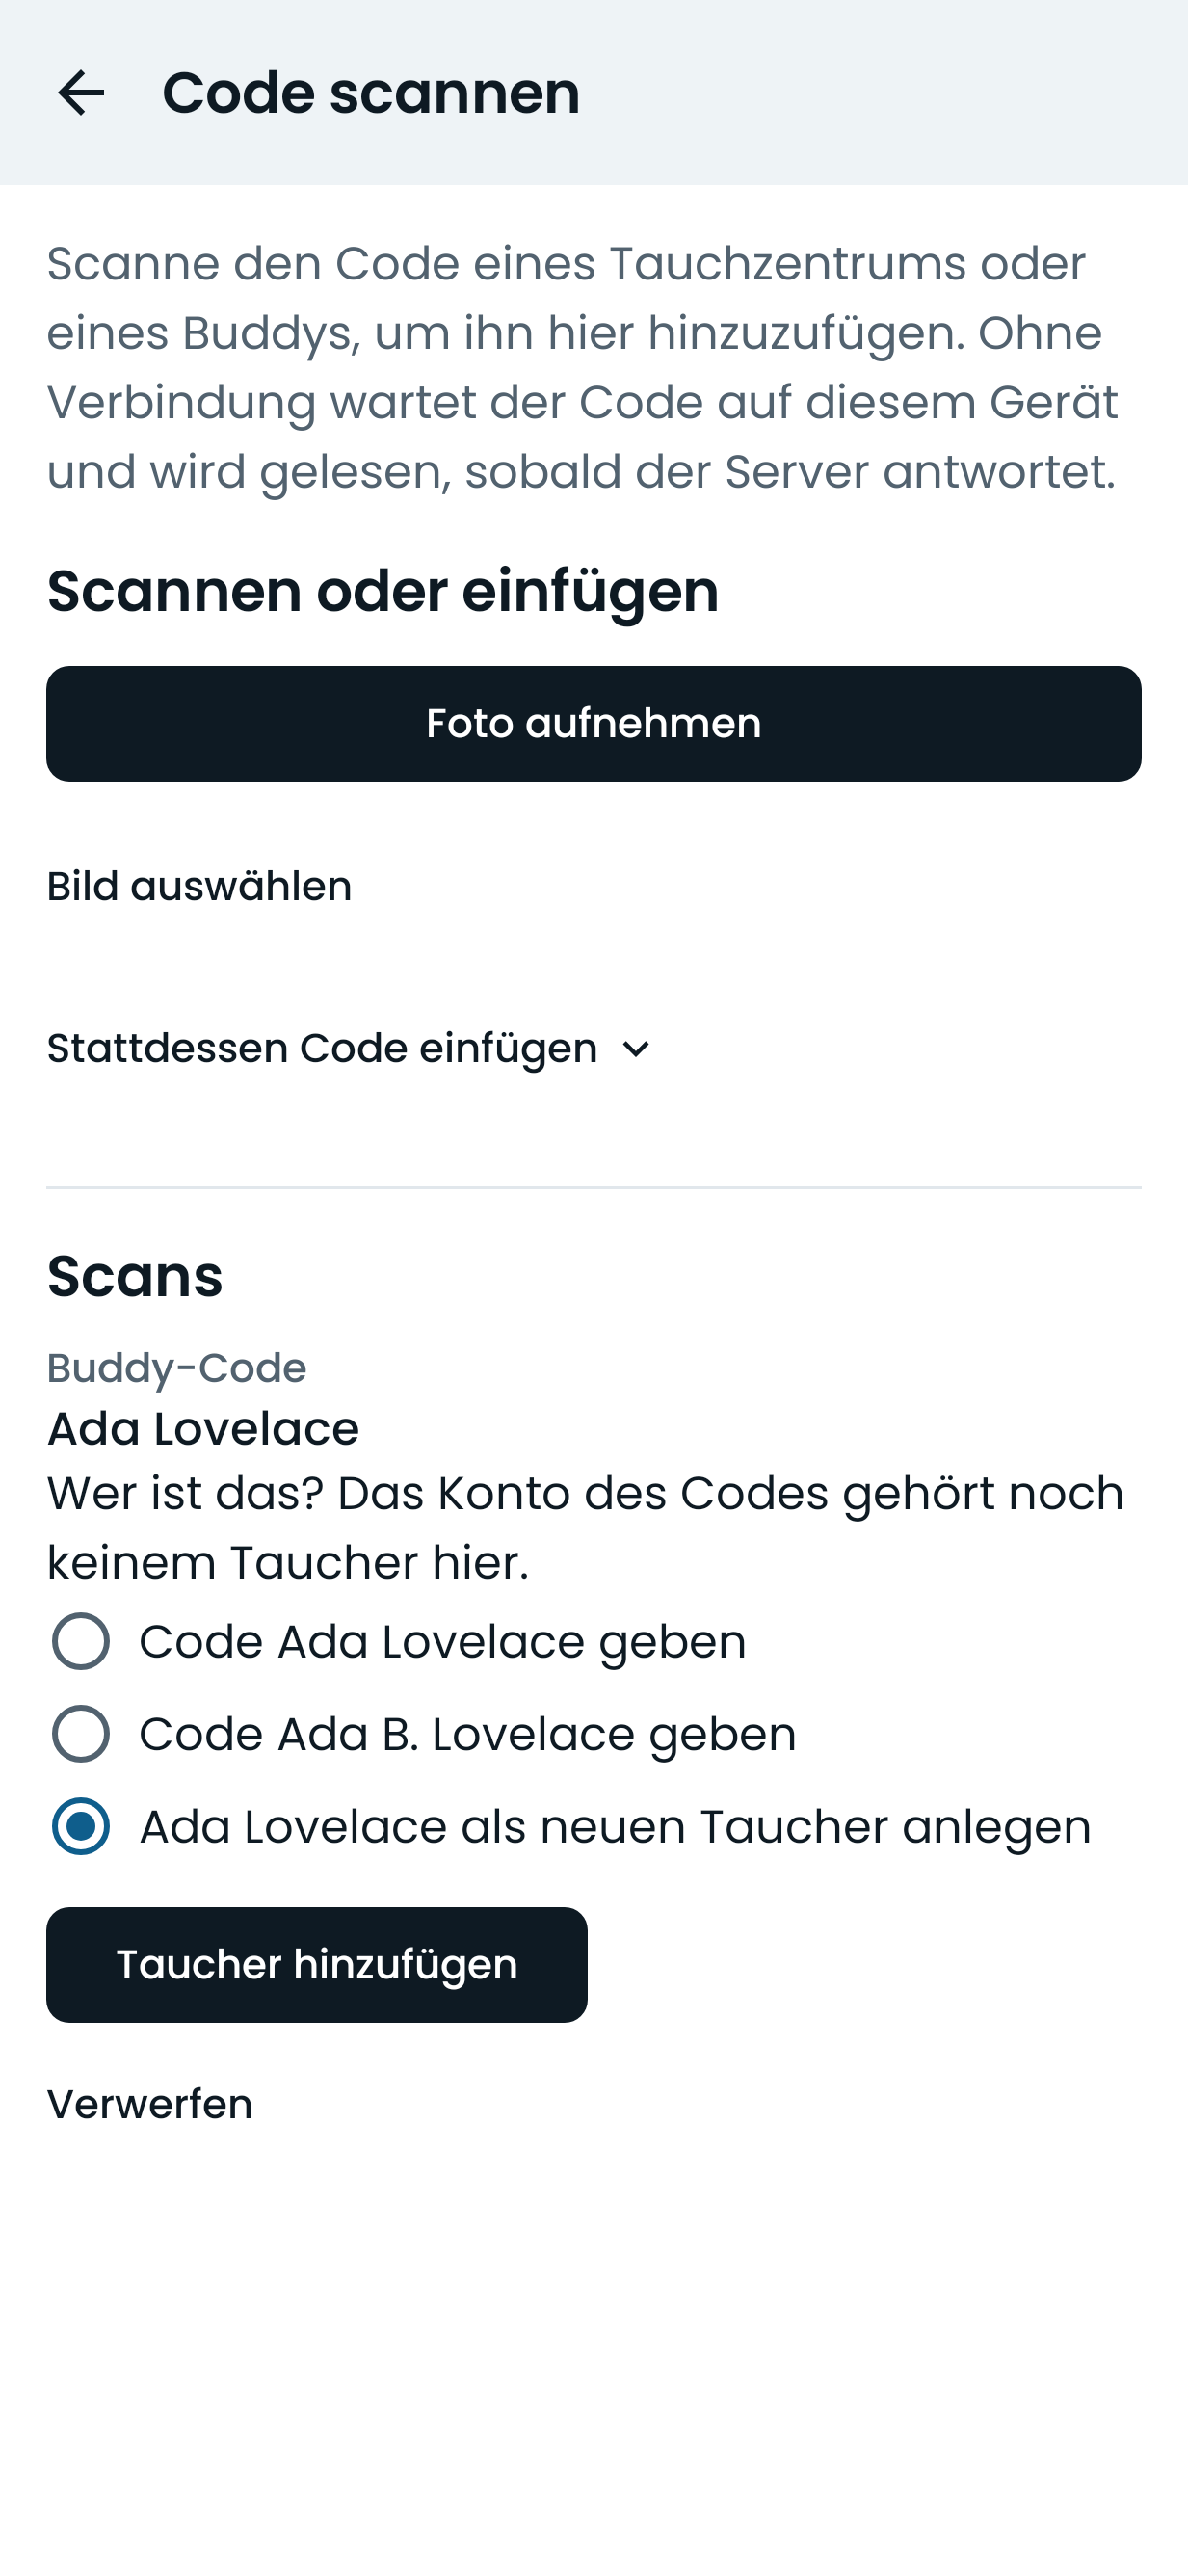 Code scannen
Scanne den Code eines Tauchzentrums oder
eines Buddys, um ihn hier hinzuzufügen. Ohne
Verbindung wartet der Code auf diesem Gerät
und wird gelesen, sobald der Server antwortet.
Scannen oder einfügen
Foto aufnehmen
Bild auswählen
Stattdessen Code einfügen
Scans
Buddy-Code
Ada Lovelace
Wer ist das? Das Konto des Codes gehört noch
keinem Taucher hier.
Code Ada Lovelace geben
Code Ada B. Lovelace geben
Ada Lovelace als neuen Taucher anlegen
Taucher hinzufügen
Verwerfen